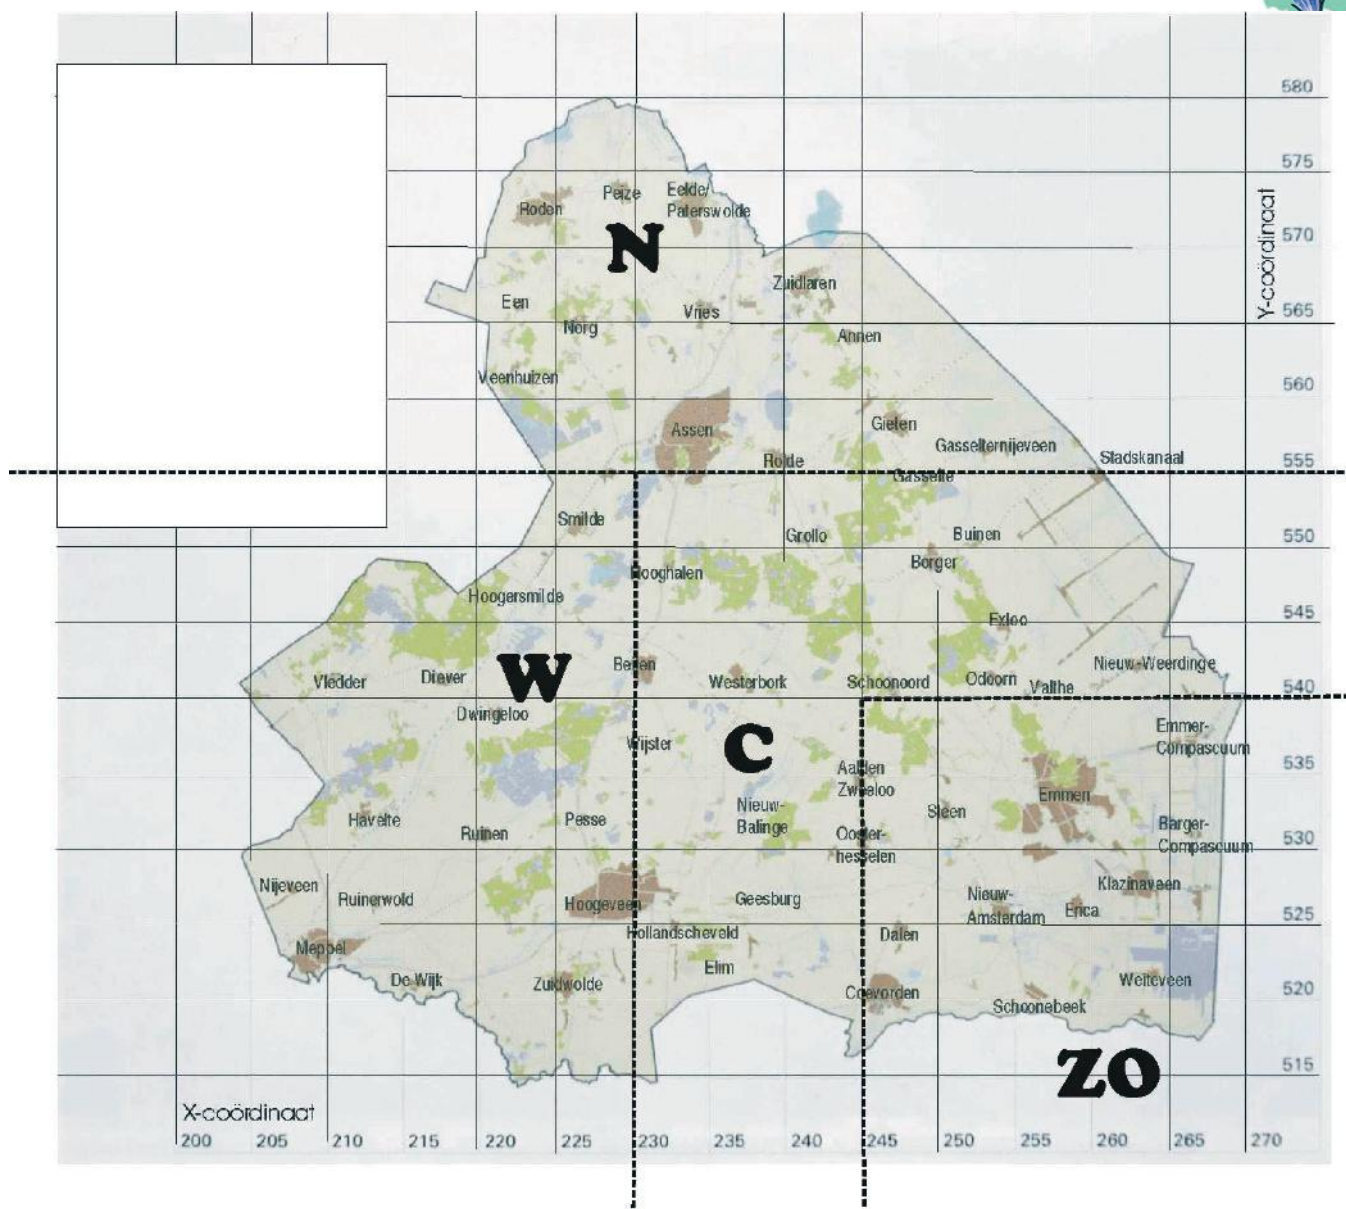 580
575
Peize
Eelde/
Roden
Paterswolde
N
570
Y-coördinaat
Zuidlaren
Een
565
Vries
Norg
Annen
Veenhuizen
560
Gieten
Assen
Gasselternijeveen
Stadskanaal
Rolde
555
Gasselte
Smilde
Grollo
Buinen
550
Borger
Hooghalen
Hoogersmilde
545
Exloo
Beilen
Nieuw-Weerdinge
W
Vledder
Diever
Westerbork
Schoonoord
Odoorn
Valthe
540
Dwingeloo
Emmer-
Compascuum
Wijster
C
535
Aalden
Zweeloo
Emmen
Nieuw-
Balinge
Sleen
Havelte
Pesse
Ruinen
Ooster-
hesselen
Barger-
Compascuum
530
Nijeveen
Ruinerwold
Hoogeveen
Geesburg
Klazinaveen
Nieuw-
Amsterdam
Erica
525
Hollandscheveld
Dalen
Meppel
Elim
De Wijk
Zuidwolde
Coevorden
Weiteveen
520
Schoonebeek
ZO
515
X-coördinaat
200 205 210 215 220 225 230 235 240 245 250 255 260 265 270